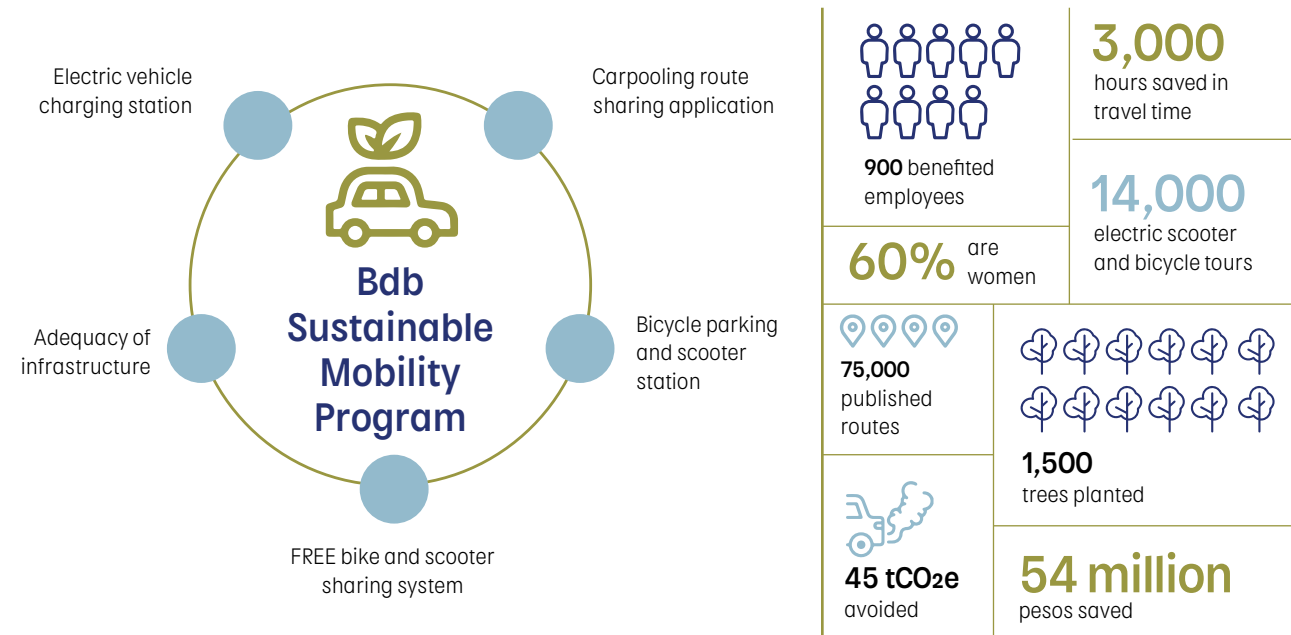 Electric vehicle
charging station
Carpooling route
sharing application
Bdb
Sustainable
Mobility
Program
Adequacy of
infrastructure
Bicycle parking
and scooter
station
FREE bike and scooter
sharing system
900 benefited
employees
3,000
hours saved in
travel time
60% are
women
14,000
electric scooter
and bicycle tours
75,000
published
routes
1,500
trees planted
45 tCO2e
avoided
54 million
pesos saved